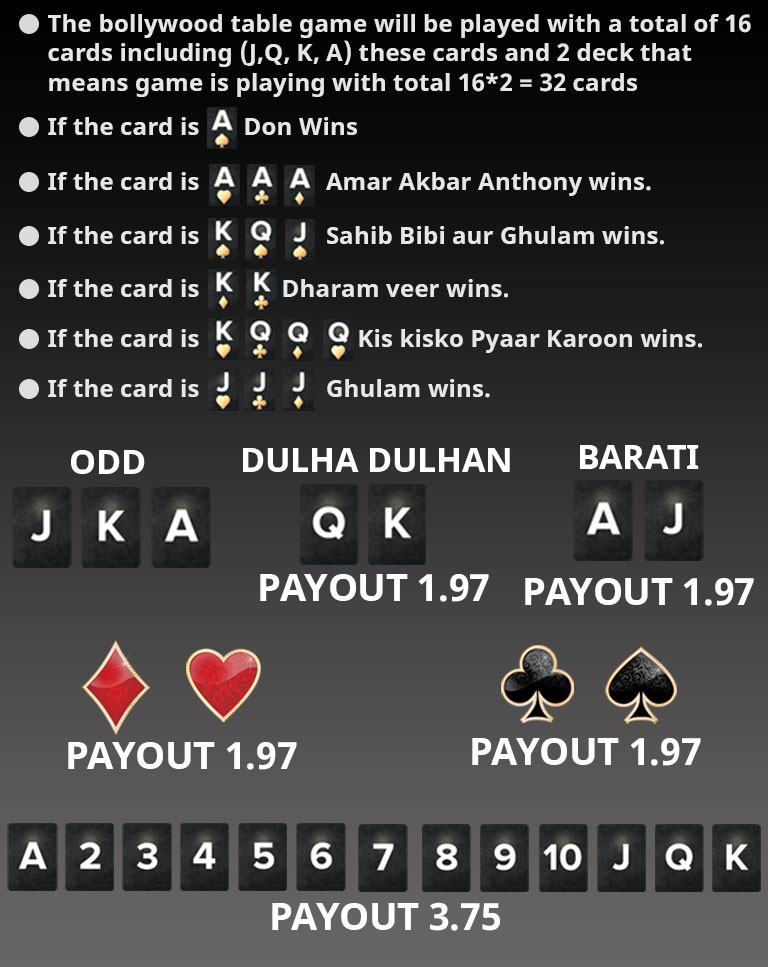 The bollywood table game will be played with a total of 16
cards including (J,Q, K, A) these cards and 2 deck that
means game is playing with total 16*2 = 32 cards
If the card is A Don Wins
If the card is A A A Amar Akbar Anthony wins.
If the card is K Q J Sahib Bibi aur Ghulam wins.
If the card is K K Dharam veer wins.
If the card is K Q Q Q Kis kisko Pyaar Karoon wins.
If the card is J J J Ghulam wins.
ODD DULHA DULHAN BARATI
J K A Q K A J
PAYOUT 1.97 PAYOUT 1.97
PAYOUT 1.97 PAYOUT 1.97
A 2 3 4 5 6 7 8 9 10 J Q K
PAYOUT 3.75